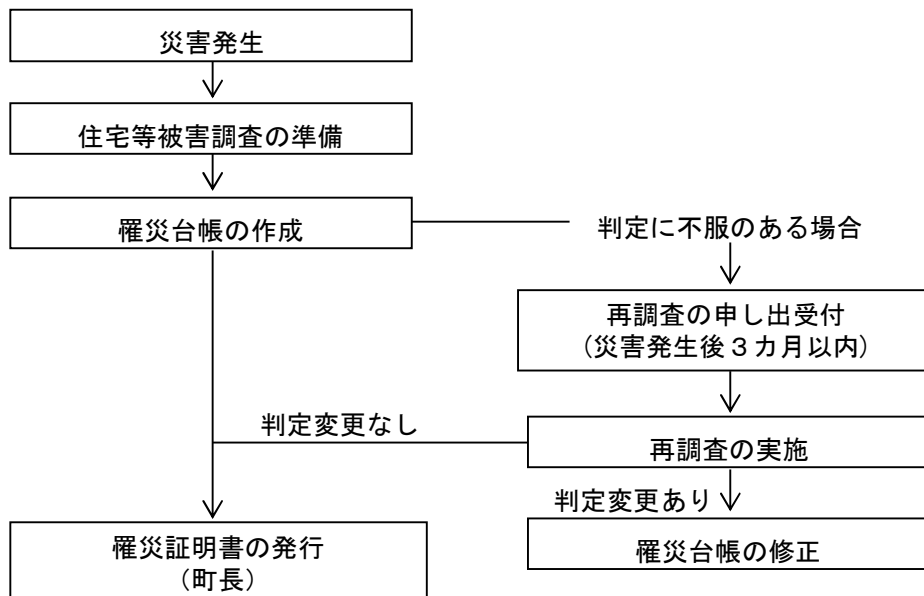 災害発生
住宅等被害調査の準備
罹災台帳の作成
判定に不服のある場合
再調査の申し出受付
(災害発生後３カ月以内)
判定変更なし
再調査の実施
判定変更あり
罹災証明書の発行
(町長)
罹災台帳の修正